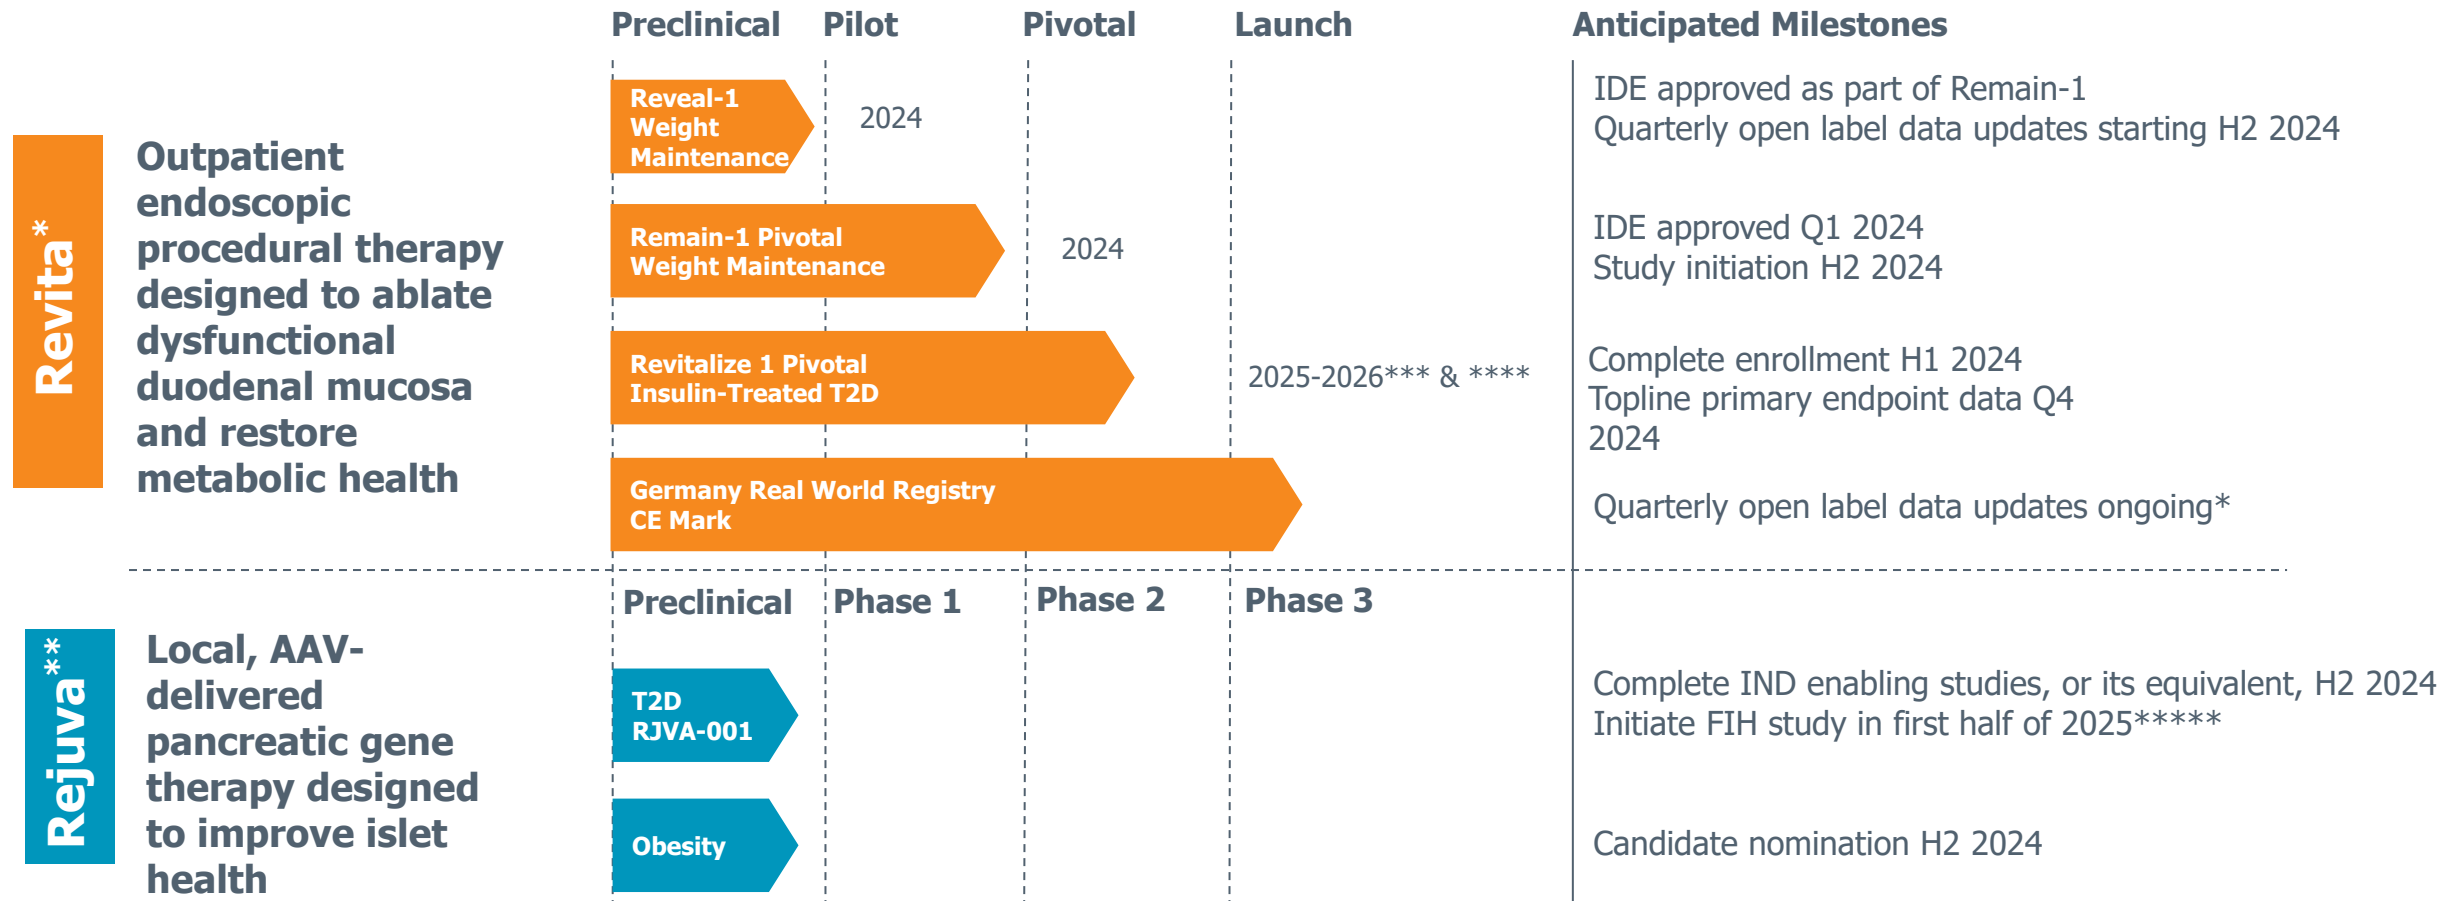 Preclinical Pilot Pivotal Launch Anticipated Milestones
Revita*
Outpatient
endoscopic
procedural therapy
designed to ablate
dysfunctional
duodenal mucosa
and restore
metabolic health
Reveal-1
Weight
Maintenance
2024
IDE approved as part of Remain-1
Quarterly open label data updates starting H2 2024
Remain-1 Pivotal
Weight Maintenance
2024
IDE approved Q1 2024
Study initiation H2 2024
Revitalize 1 Pivotal
Insulin-Treated T2D
2025-2026*** & ****
Complete enrollment H1 2024
Topline primary endpoint data Q4
2024
Germany Real World Registry
CE Mark
Quarterly open label data updates ongoing*
Preclinical Phase 1 Phase 2 Phase 3
Rejuva**
Local, AAV-
delivered
pancreatic gene
therapy designed
to improve islet
health
T2D
RJVA-001
Complete IND enabling studies, or its equivalent, H2 2024
Initiate FIH study in first half of 2025*****
Obesity
Candidate nomination H2 2024